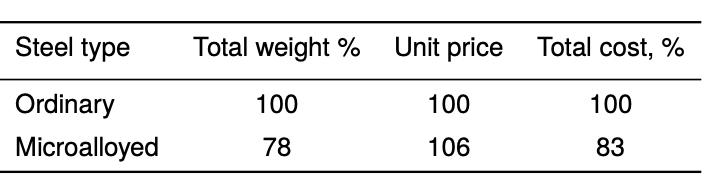 Steel type Total weight % Unit price Total cost, %
Ordinary 100 100 100
Microalloyed 78 106 83